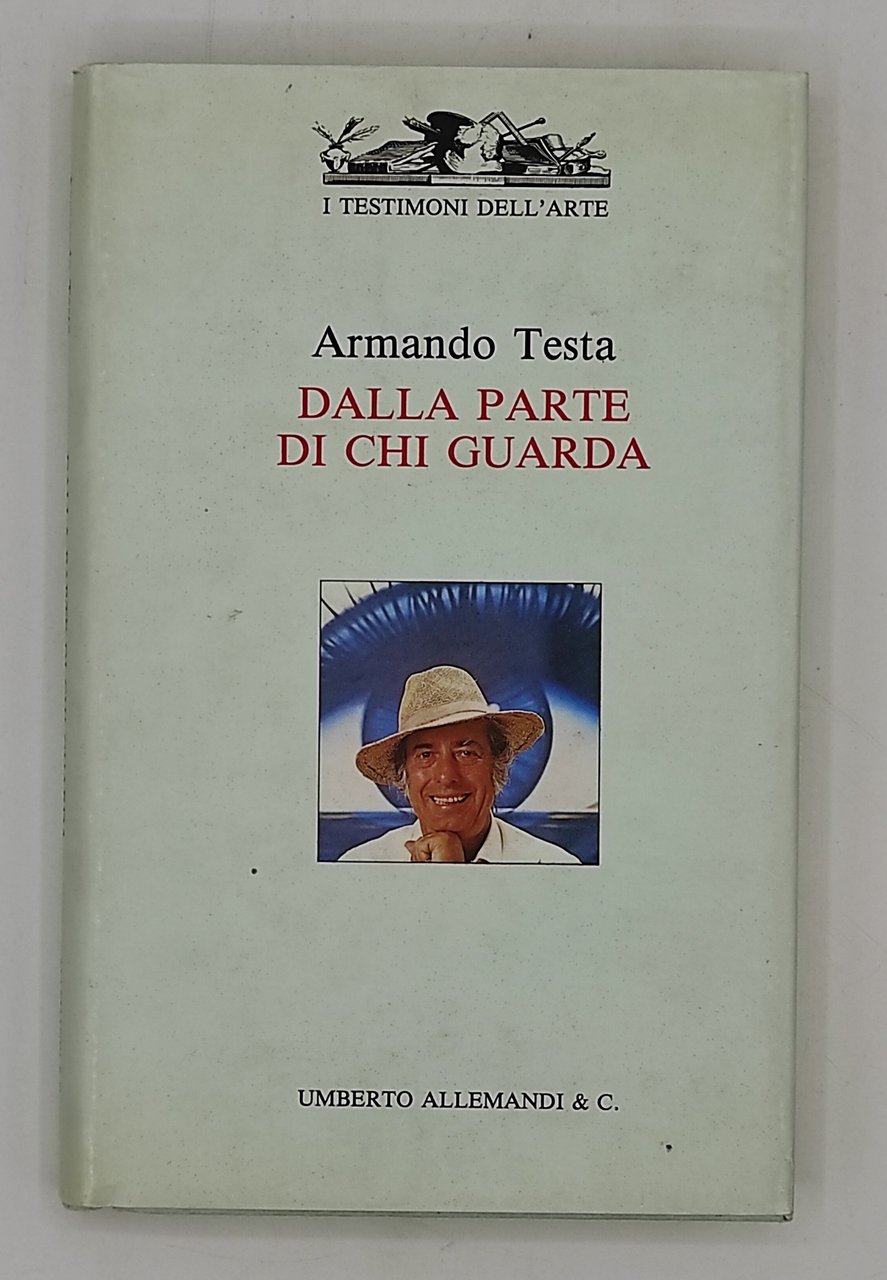 I TESTIMONI DELL'ARTE
Armando Testa
DALLA PARTE
DI CHI GUARDA
UMBERTO ALLEMANDI & C.